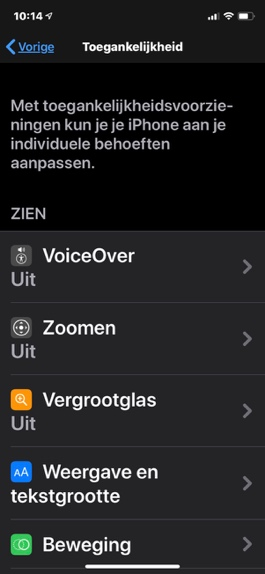 10:14
Vorige
Toegankelijkheid
Met toegankelijkheidsvoorzie-
ningen kun je je iPhone aan je
individuele behoeften
aanpassen.
ZIEN
VoiceOver
Uit
Zoomen
Uit
Vergrootglas
Uit
AA
Weergave en
tekstgrootte
Beweging